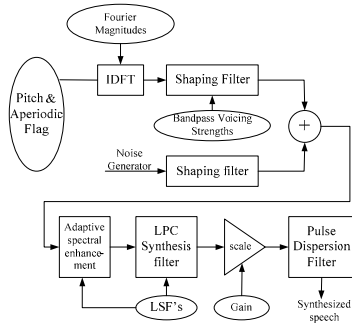 Fourier
Magnitudes
IDFT
Shaping Filter
Pitch &
Aperiodic
Flag
Bandpass Voicing
Strengths
+
Noise
Generator
Shaping filter
Adaptive
spectral
enhance-
ment
LPC
Synthesis
filter
scale
Pulse
Dispersion
Filter
LSF's
Gain
Synthesized
speech